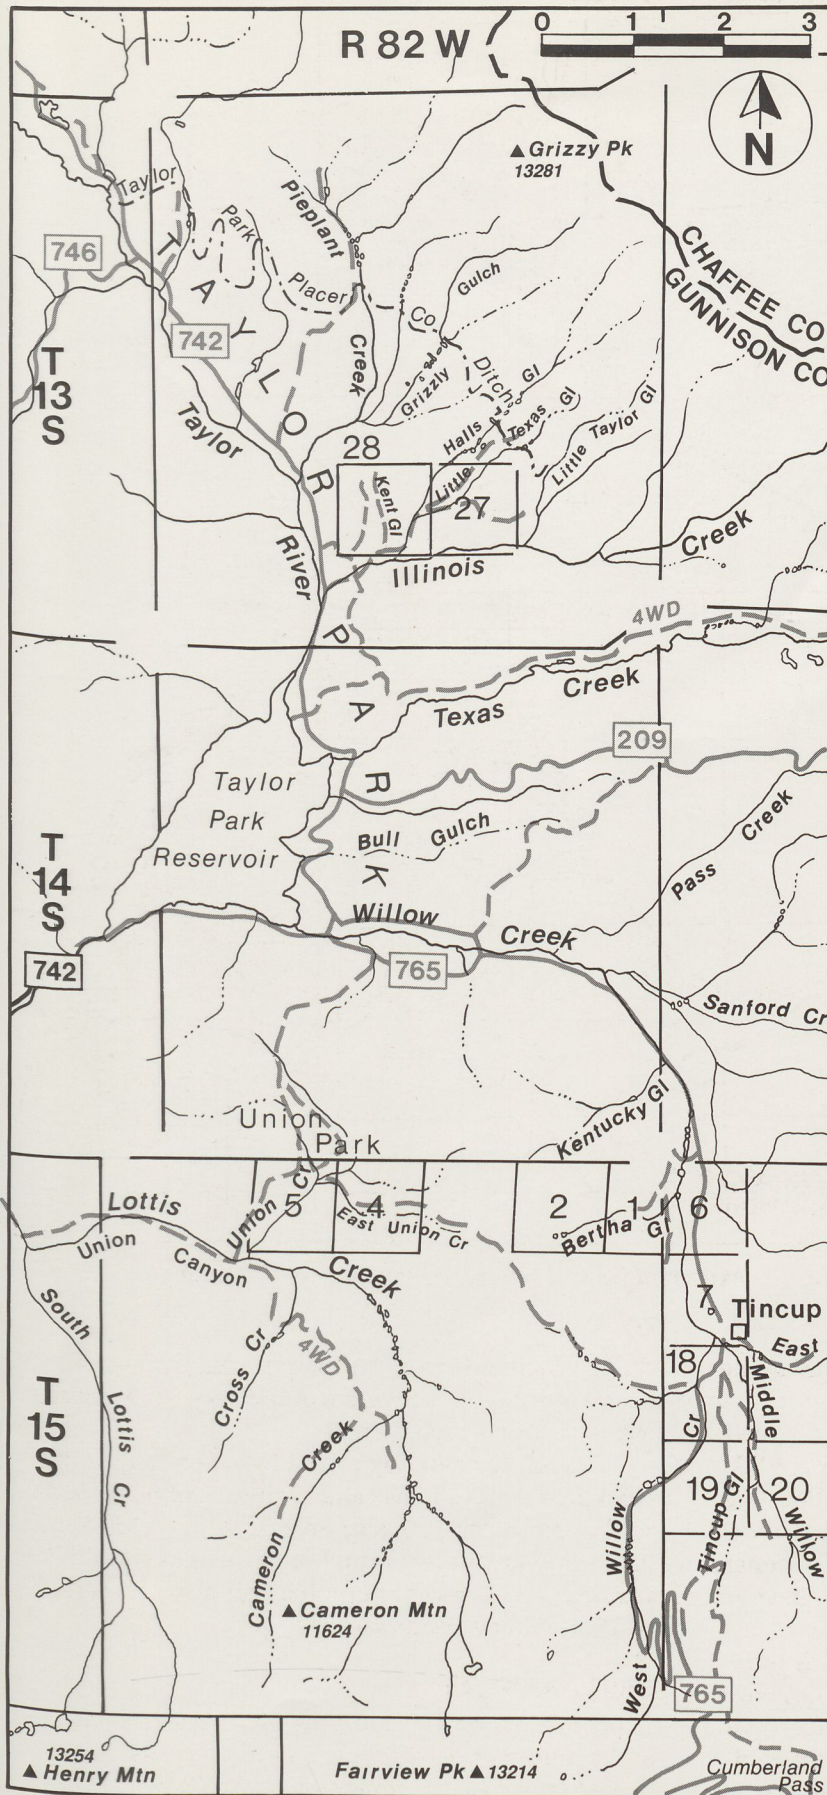 0 1 2 3
R 82 W
N
Grizzy Pk
13281
CHAFFEE CO
GUNNISON CO
Taylor
Park
Placer
Co
Ditch
Pieplant
Creek
746
742
TAYLOR PARK
T
13
S
Gulch
Grizzly
Halls Gl
Little Texas Gl
Little Taylor Gl
Taylor
River
28
27
Kent Gl
Illinois
Creek
4WD
Texas
Creek
209
Taylor
Park
Reservoir
Bull Gulch
Pass Creek
T
14
S
Willow
Creek
742
765
Sanford Cr
Kentucky Gl
Union
Park
5
4
2
1
6
Lottis
Union
Canyon
Union Cr
East Union Cr
Bertha Gl
Creek
7
Tincup
East
South
Lottis
Cr
Cross Cr
4WD
18
Middle
Cr
T
15
S
Creek
Cameron
19
20
Tincup Gl
Willow
Willow
West
Cameron Mtn
11624
765
13254
Henry Mtn
Fairview Pk 13214
Cumberland
Pass